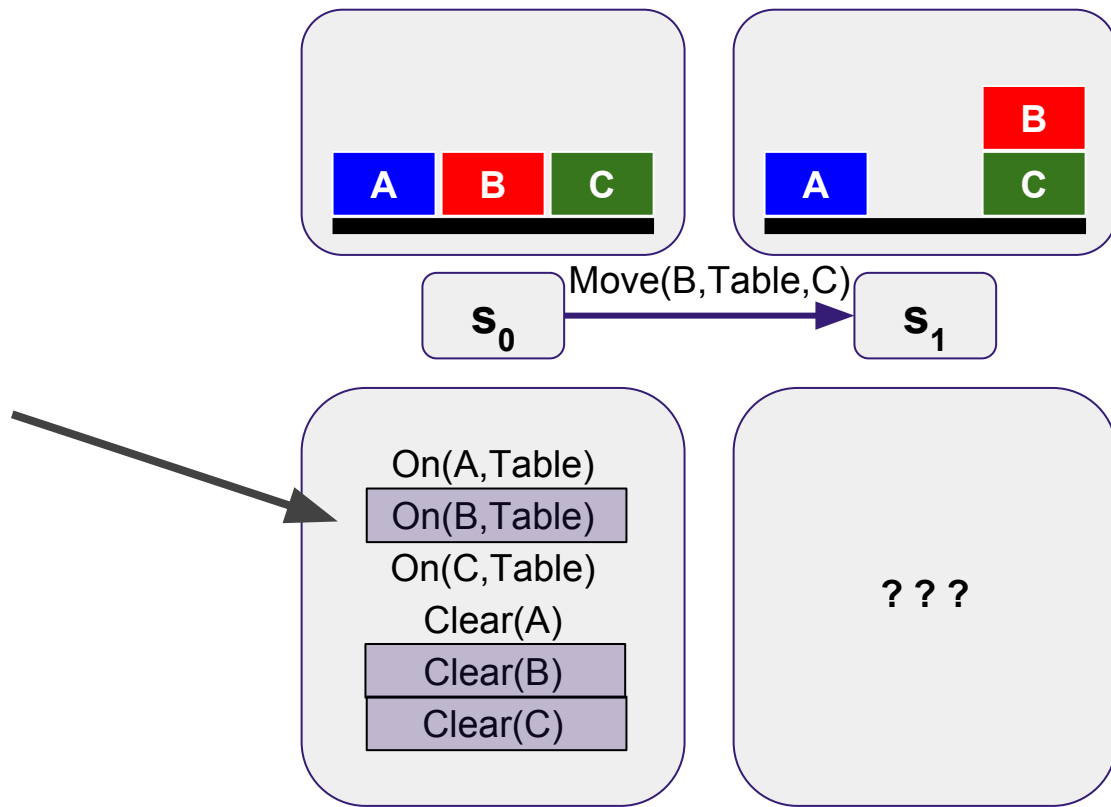 A B C
B
A C
Move(B,Table,C)
s₀ s₁
On(A,Table)
On(B,Table)
On(C,Table)
Clear(A)
Clear(B)
Clear(C)
? ? ?